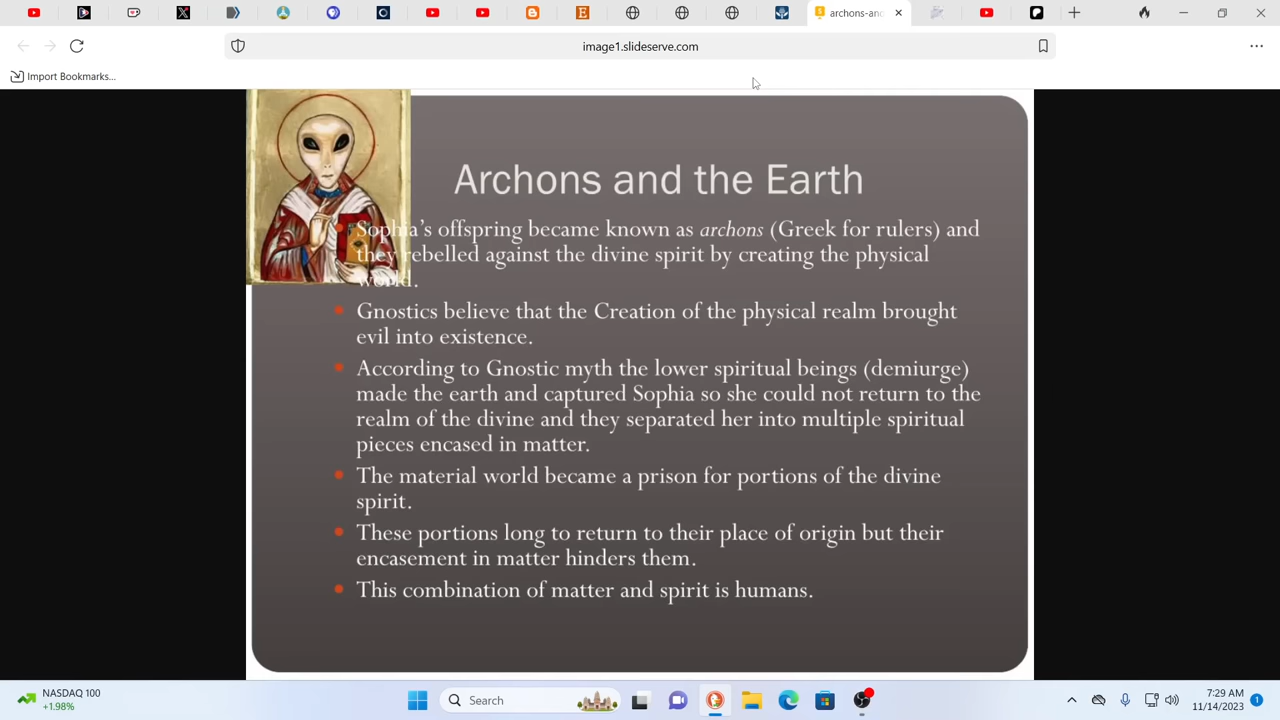 archons-and
image1.slideserve.com
Import Bookmarks...
Archons and the Earth
Sophia's offspring became known as archons (Greek for rulers) and
they rebelled against the divine spirit by creating the physical
world.
Gnostics believe that the Creation of the physical realm brought
evil into existence.
According to Gnostic myth the lower spiritual beings (demiurge)
made the earth and captured Sophia so she could not return to the
realm of the divine and they separated her into multiple spiritual
pieces encased in matter.
The material world became a prison for portions of the divine
spirit.
These portions long to return to their place of origin but their
encasement in matter hinders them.
This combination of matter and spirit is humans.
NASDAQ 100
+1.98%
Search
7:29 AM
11/14/2023
1